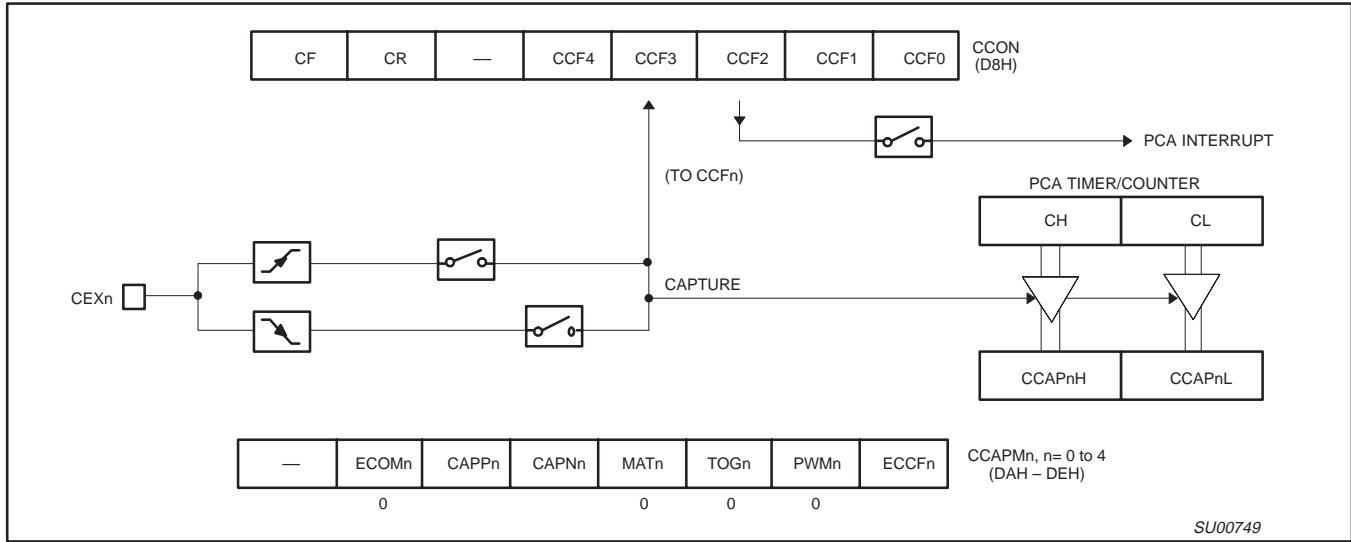 CF CR — CCF4 CCF3 CCF2 CCF1 CCF0
CCON
(D8H)
PCA INTERRUPT
(TO CCFn)
PCA TIMER/COUNTER
CH CL
CEXn
CAPTURE
CCAPnH CCAPnL
— ECOMn CAPPn CAPNn MATn TOGn PWMn ECCFn
CCAPMn, n= 0 to 4
(DAH – DEH)
0 0 0 0
SU00749